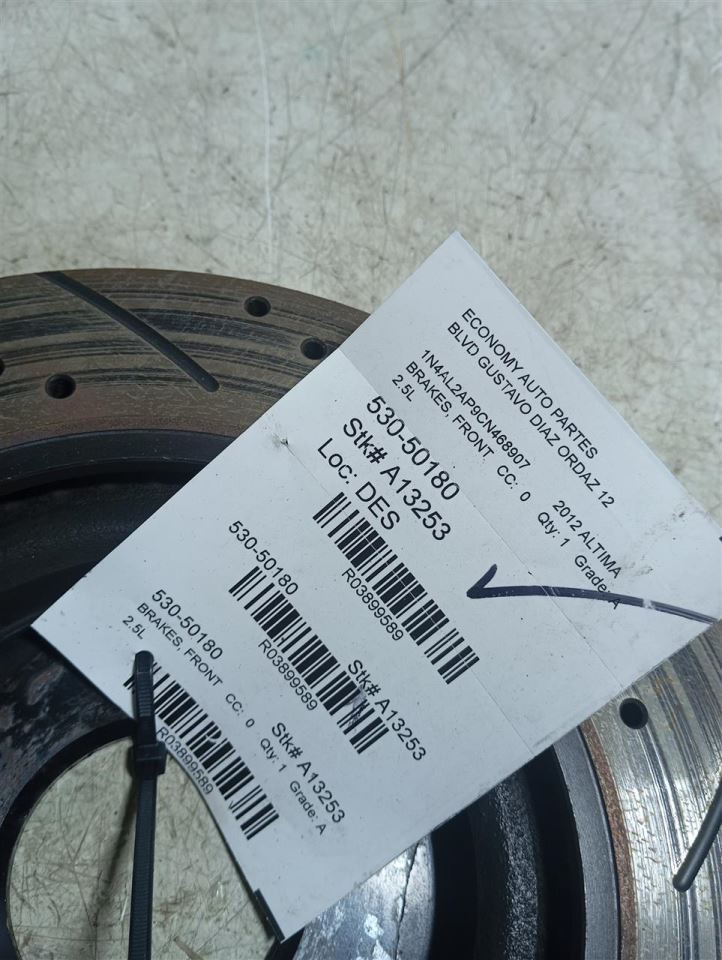 ECONOMY AUTO PARTES
BLVD GUSTAVO DIAZ ORDAZ 12
1N4AL2AP9CN468907 2012 ALTIMA
BRAKES, FRONT CC: 0 Qty: 1 Grade: A
2.5L
530-50180
Stk# A13253
Loc: DES
R03899589
530-50180 Stk# A13253
R03899589
530-50180 Stk# A13253
BRAKES, FRONT CC: 0 Qty: 1 Grade: A
2.5L
R03899589